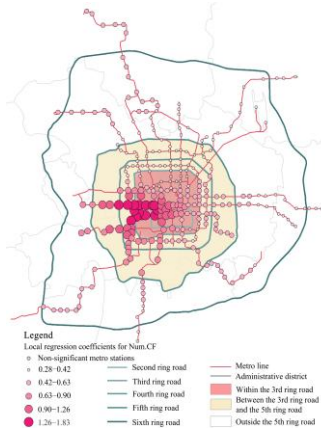 Legend
Local regression coefficients for Num.CF
Non-significant metro stations
0.28−0.42
0.42−0.63
0.63−0.90
0.90−1.26
1.26−1.83
Second ring road
Third ring road
Fourth ring road
Fifth ring road
Sixth ring road
Metro line
Administrative district
Within the 3rd ring road
Between the 3rd ring road
and the 5th ring road
Outside the 5th ring road